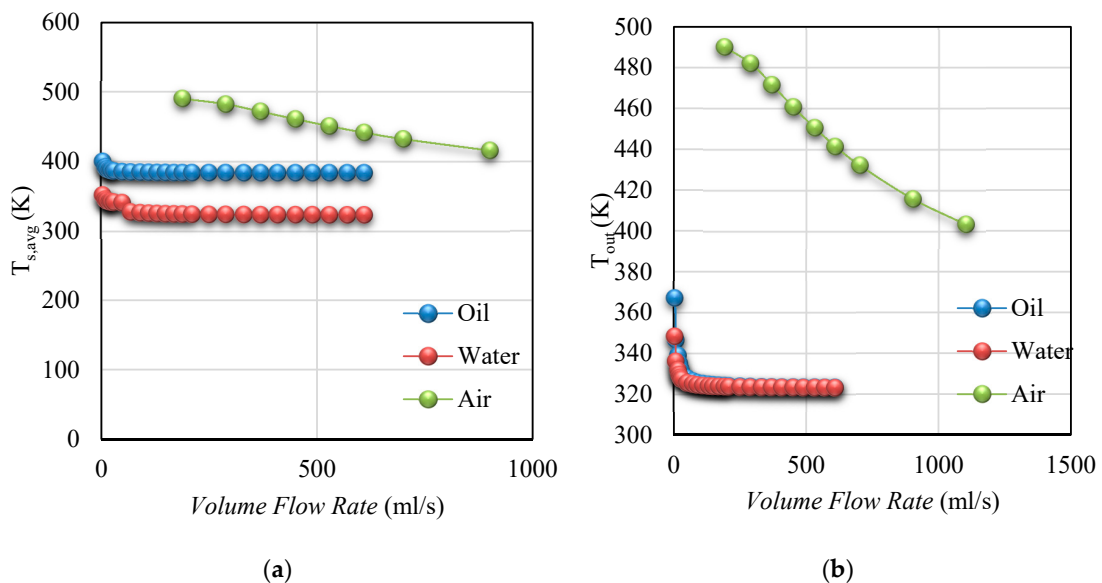 600
500
400
300
200
100
0
T_s,avg (K)
0 500 1000
Volume Flow Rate (ml/s)
Oil
Water
Air
(a)
500
480
460
440
420
400
380
360
340
320
300
T_out (K)
0 500 1000 1500
Volume Flow Rate (ml/s)
Oil
Water
Air
(b)